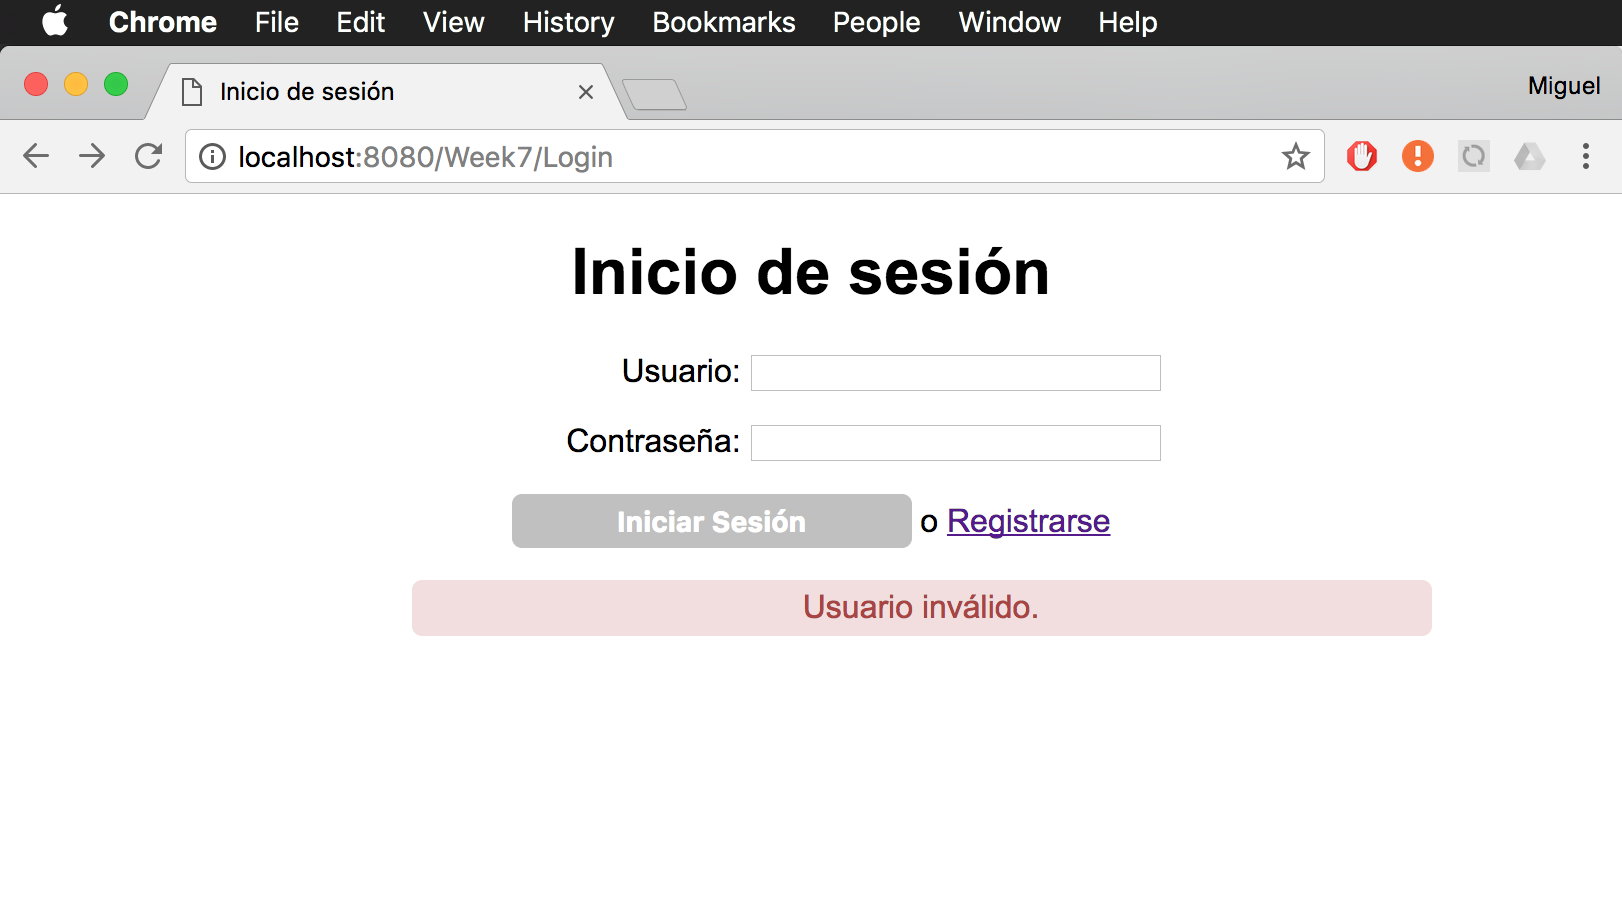 Chrome File Edit View History Bookmarks People Window Help
Inicio de sesión Miguel
localhost:8080/Week7/Login
Inicio de sesión
Usuario:
Contraseña:
Iniciar Sesión o Registrarse
Usuario inválido.